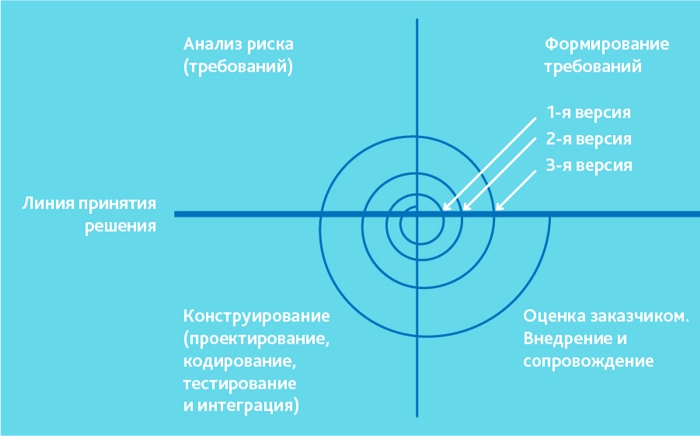 Анализ риска
(требований)
Формирование
требований
1-я версия
2-я версия
3-я версия
Линия принятия
решения
Конструирование
(проектирование,
кодирование,
тестирование
и интеграция)
Оценка заказчиком.
Внедрение и
сопровождение